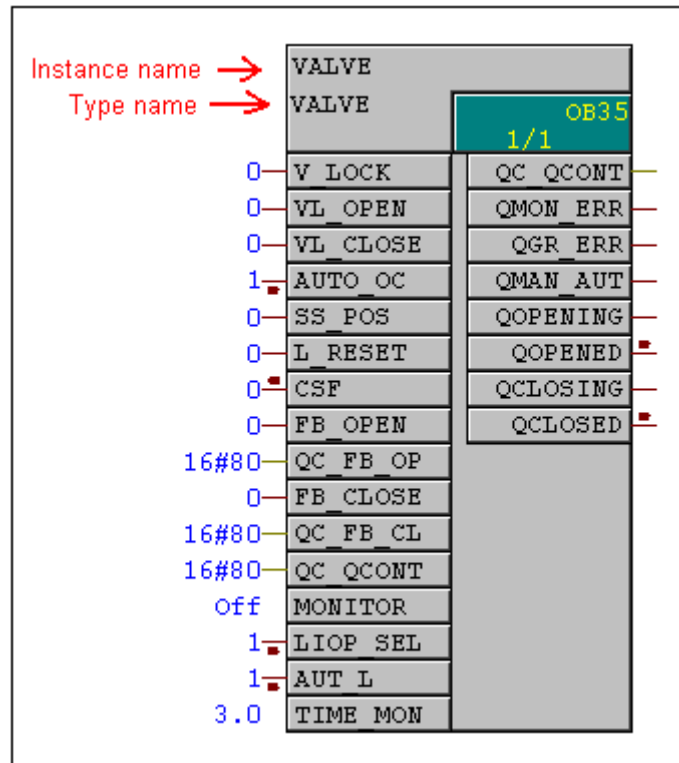 Instance name VALVE
Type name VALVE OB35
1/1
0 V_LOCK QC_QCONT
0 VL_OPEN QMON_ERR
0 VL_CLOSE QGR_ERR
1 AUTO_OC QMAN_AUT
0 SS_POS QOPENING
0 L_RESET QOPENED
0 CSF QCLOSING
0 FB_OPEN QCLOSED
16#80 QC_FB_OP
0 FB_CLOSE
16#80 QC_FB_CL
16#80 QC_QCONT
Off MONITOR
1 LIOP_SEL
1 AUT_L
3.0 TIME_MON